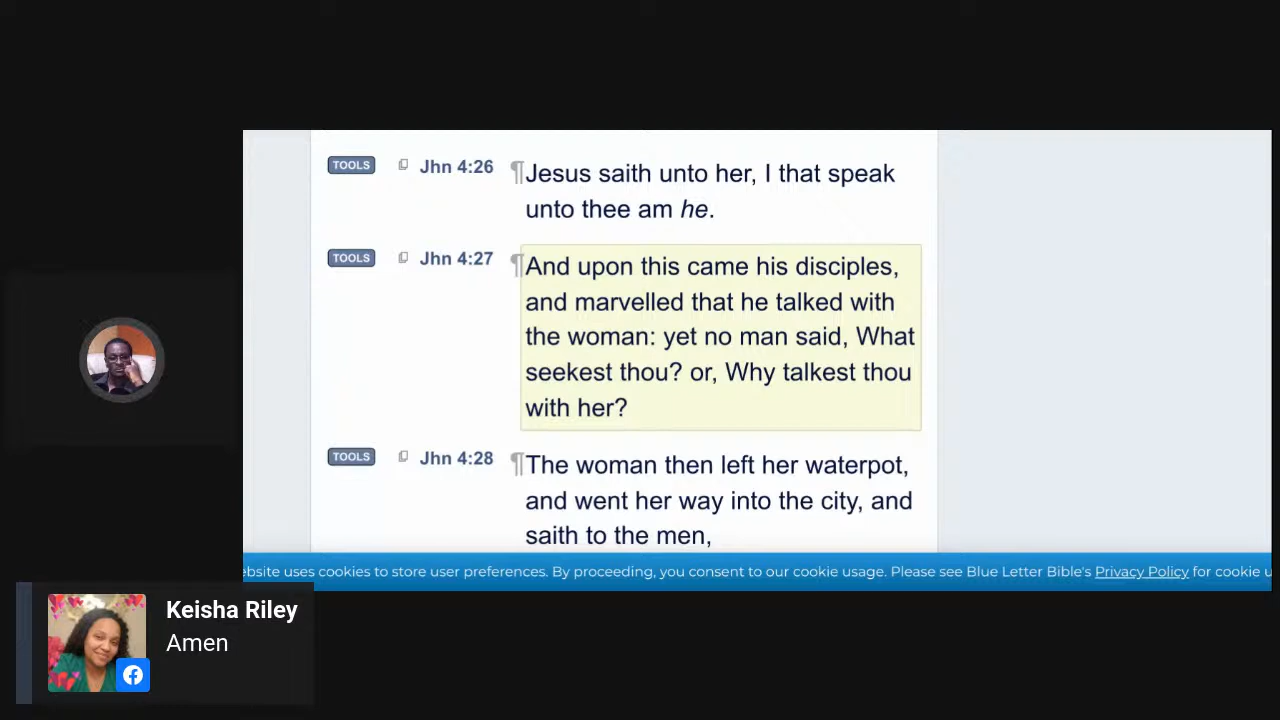 TOOLS Jhn 4:26 ¶Jesus saith unto her, I that speak
unto thee am he.
TOOLS Jhn 4:27 ¶And upon this came his disciples,
and marvelled that he talked with
the woman: yet no man said, What
seekest thou? or, Why talkest thou
with her?
TOOLS Jhn 4:28 ¶The woman then left her waterpot,
and went her way into the city, and
saith to the men,
ebsite uses cookies to store user preferences. By proceeding, you consent to our cookie usage. Please see Blue Letter Bible's Privacy Policy for cookie u
Keisha Riley
Amen